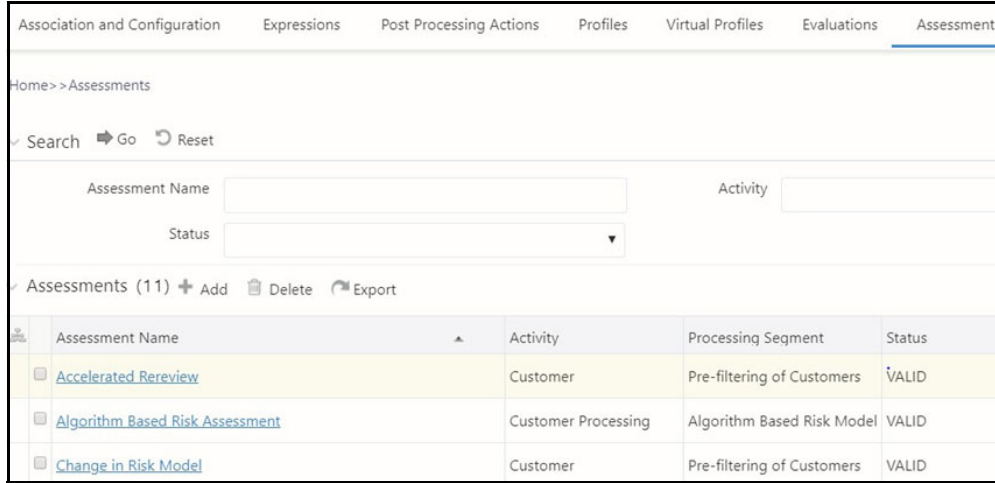 Association and Configuration Expressions Post Processing Actions Profiles Virtual Profiles Evaluations Assessment
Home>>Assessments
Search Go Reset
Assessment Name Activity
Status
Assessments (11) Add Delete Export
Assessment Name Activity Processing Segment Status
Accelerated Rereview Customer Pre-filtering of Customers VALID
Algorithm Based Risk Assessment Customer Processing Algorithm Based Risk Model VALID
Change in Risk Model Customer Pre-filtering of Customers VALID